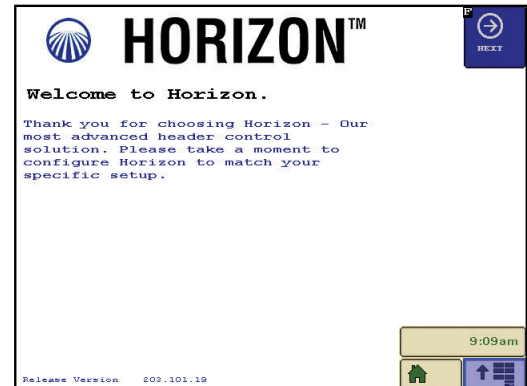 HORIZON™
F
NEXT
Welcome to Horizon.
Thank you for choosing Horizon - Our
most advanced header control
solution. Please take a moment to
configure Horizon to match your
specific setup.
9:09am
Release Version 203.101.19